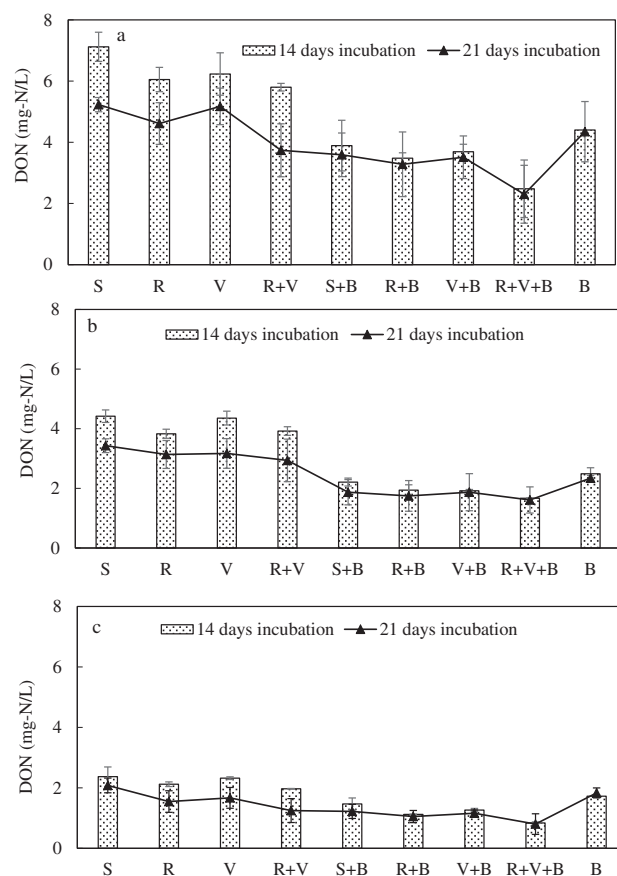 8
a
14 days incubation
21 days incubation
6
4
2
0
DON (mg-N/L)
S R V R+V S+B R+B V+B R+V+B B
8
b
14 days incubation
21 days incubation
6
4
2
0
DON (mg-N/L)
S R V R+V S+B R+B V+B R+V+B B
8
c
14 days incubation
21 days incubation
6
4
2
0
DON (mg-N/L)
S R V R+V S+B R+B V+B R+V+B B